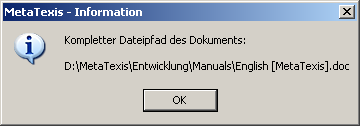 MetaTexis - Information
Kompletter Dateipfad des Dokuments:
D:\MetaTexis\Entwicklung\Manuals\English [MetaTexis].doc
OK